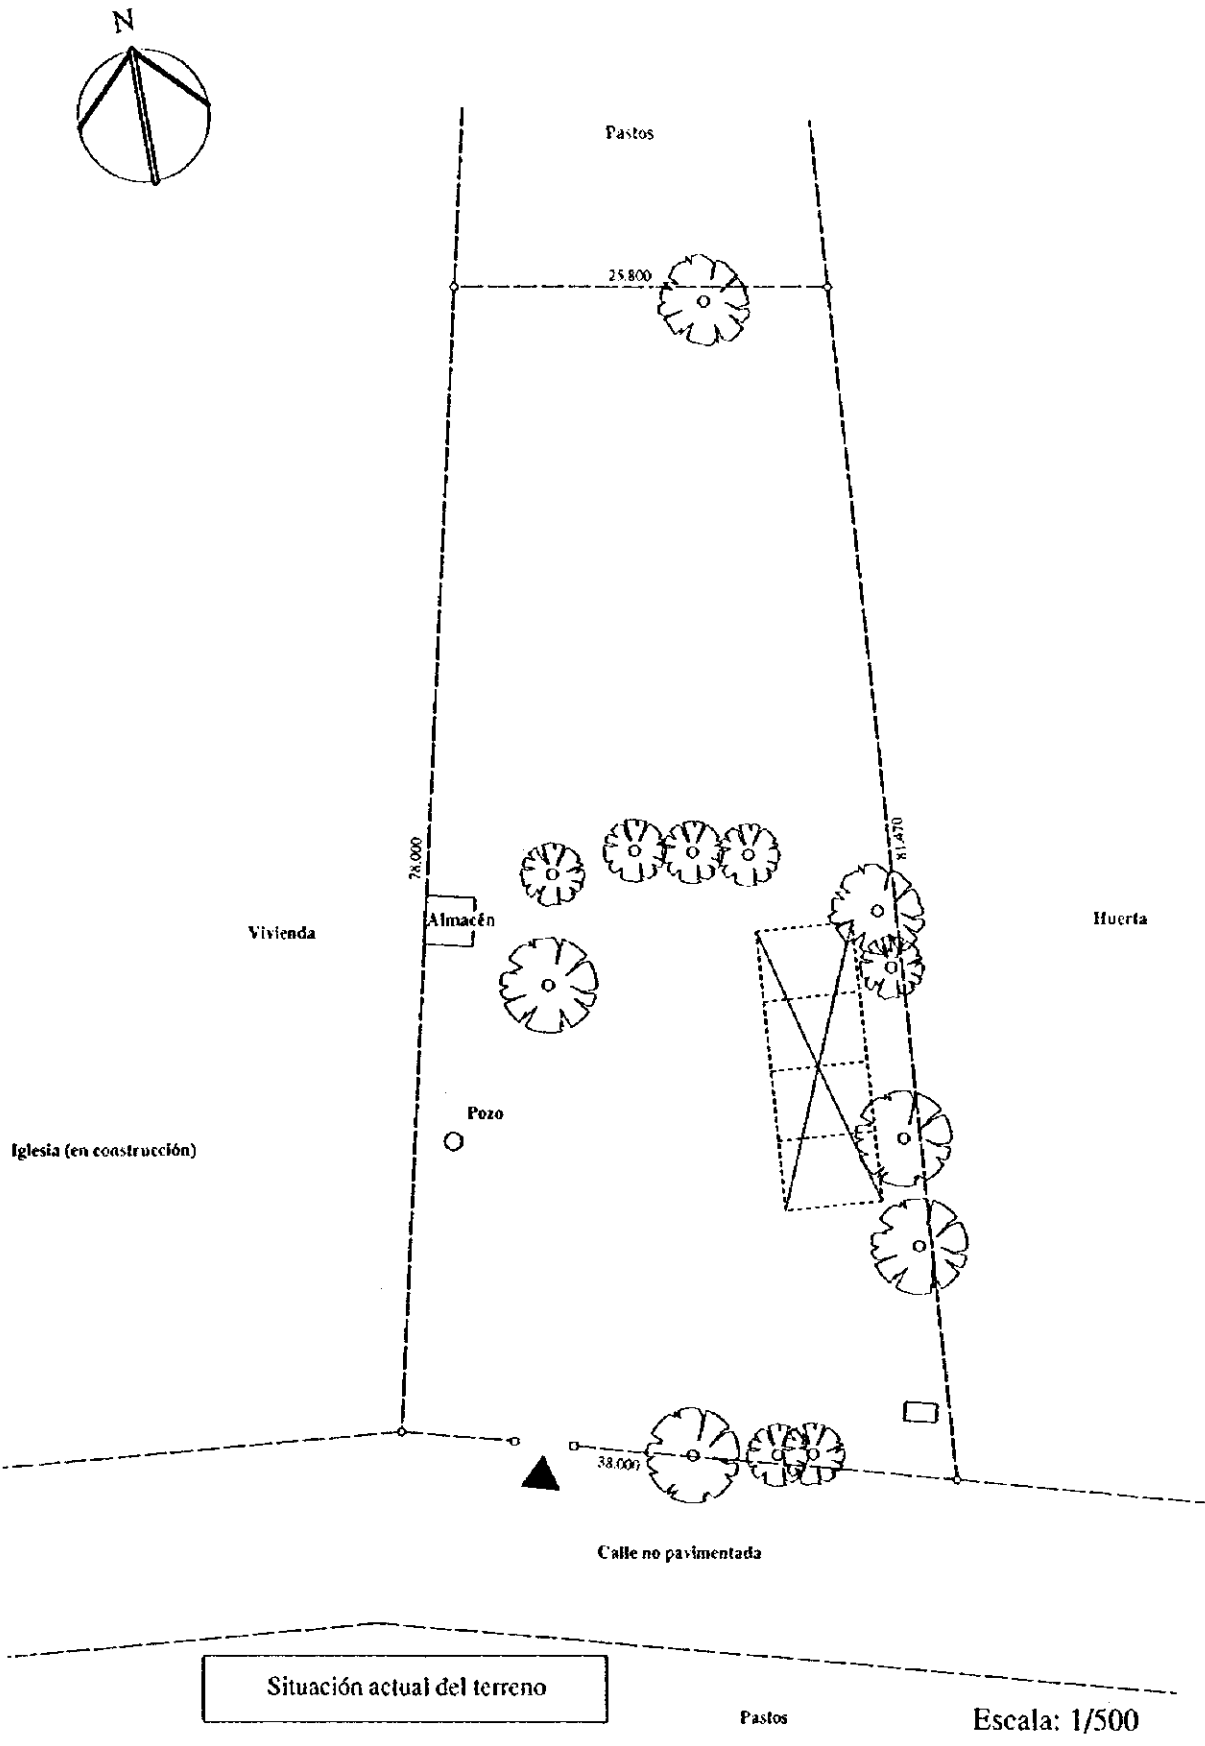 N
Pastos
25.800
78.000
81.470
Almacén
Vivienda
Huerta
Pozo
Iglesia (en construcción)
38.000
Calle no pavimentada
Situación actual del terreno
Pastos
Escala: 1/500